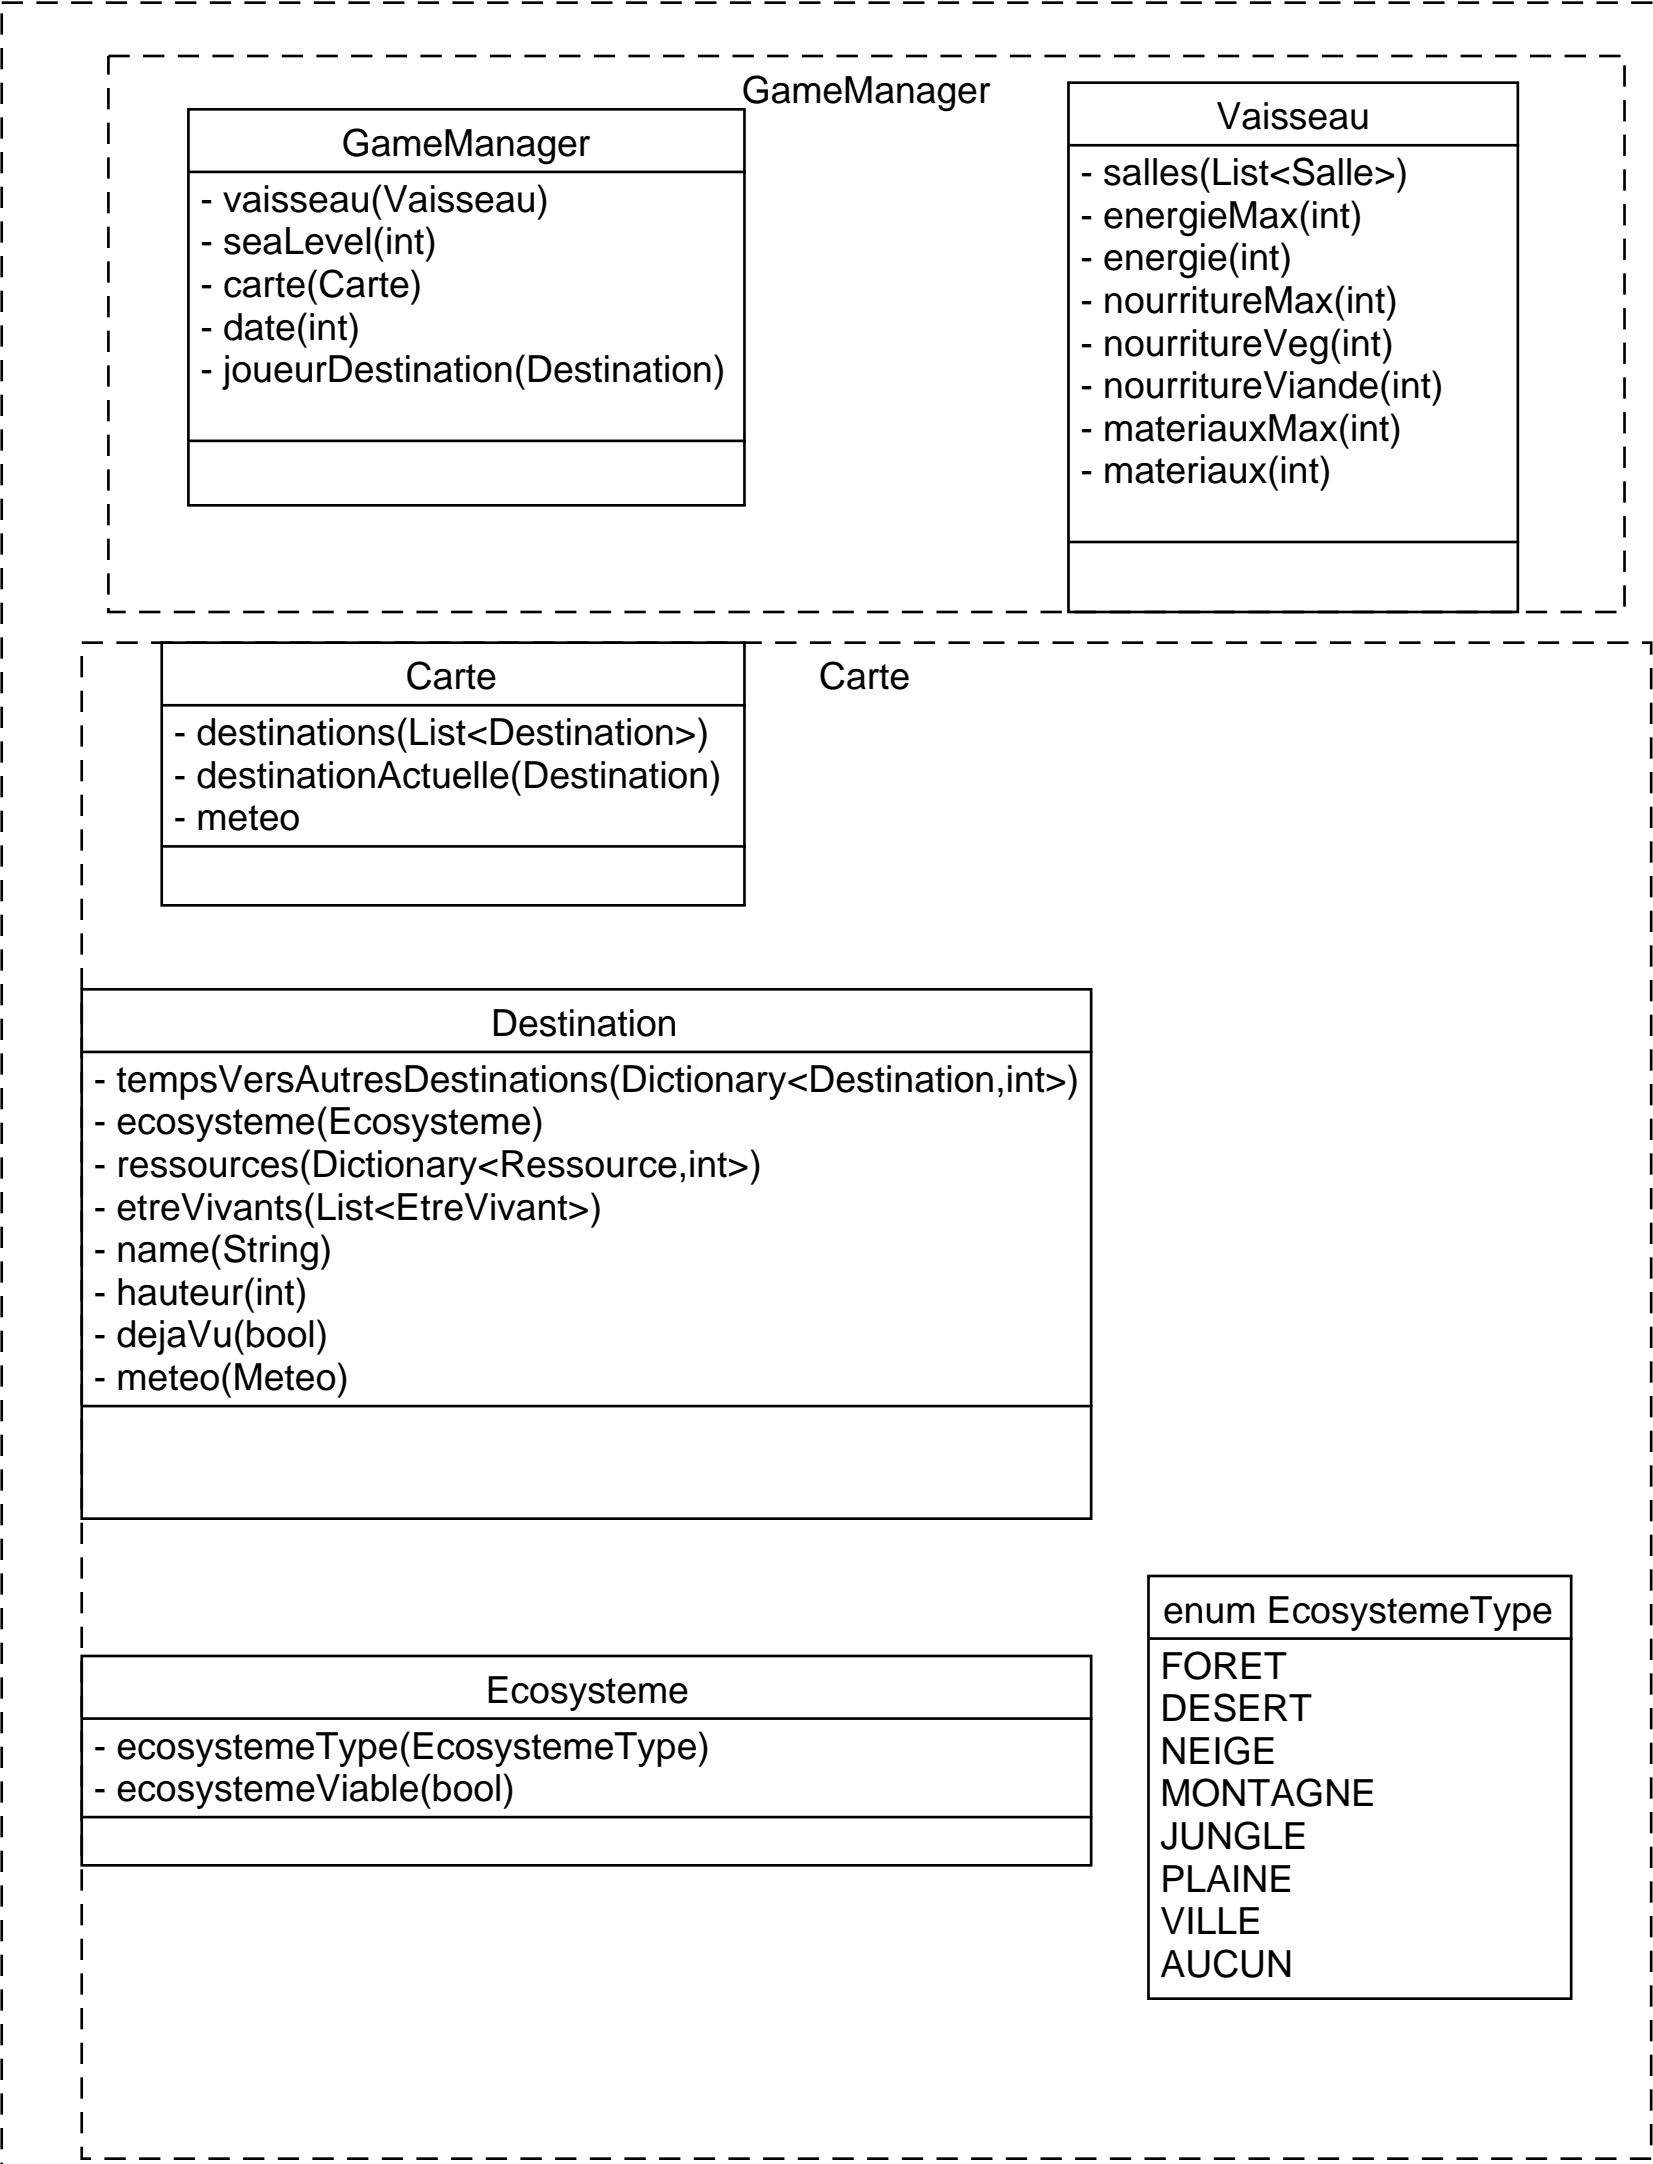 GameManager
GameManager
- vaisseau(Vaisseau)
- seaLevel(int)
- carte(Carte)
- date(int)
- joueurDestination(Destination)
Vaisseau
- salles(List<Salle>)
- energieMax(int)
- energie(int)
- nourritureMax(int)
- nourritureVeg(int)
- nourritureViande(int)
- materiauxMax(int)
- materiaux(int)
Carte
Carte
- destinations(List<Destination>)
- destinationActuelle(Destination)
- meteo
Destination
- tempsVersAutresDestinations(Dictionary<Destination,int>)
- ecosysteme(Ecosysteme)
- ressources(Dictionary<Ressource,int>)
- etreVivants(List<EtreVivant>)
- name(String)
- hauteur(int)
- dejaVu(bool)
- meteo(Meteo)
Ecosysteme
- ecosystemeType(EcosystemeType)
- ecosystemeViable(bool)
enum EcosystemeType
FORET
DESERT
NEIGE
MONTAGNE
JUNGLE
PLAINE
VILLE
AUCUN